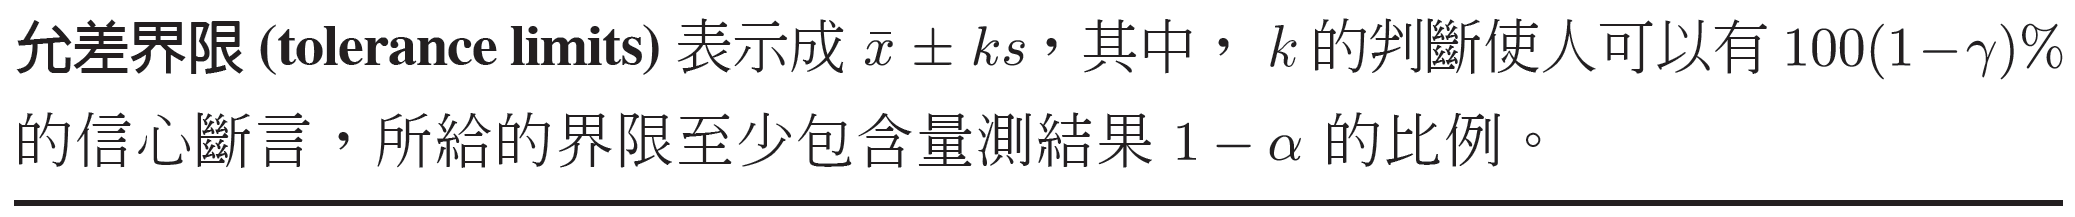 允差界限 (tolerance limits) 表示成 x̄ ± ks，其中， k 的判斷使人可以有 100(1−γ)%
的信心斷言，所給的界限至少包含量測結果 1 − α 的比例。